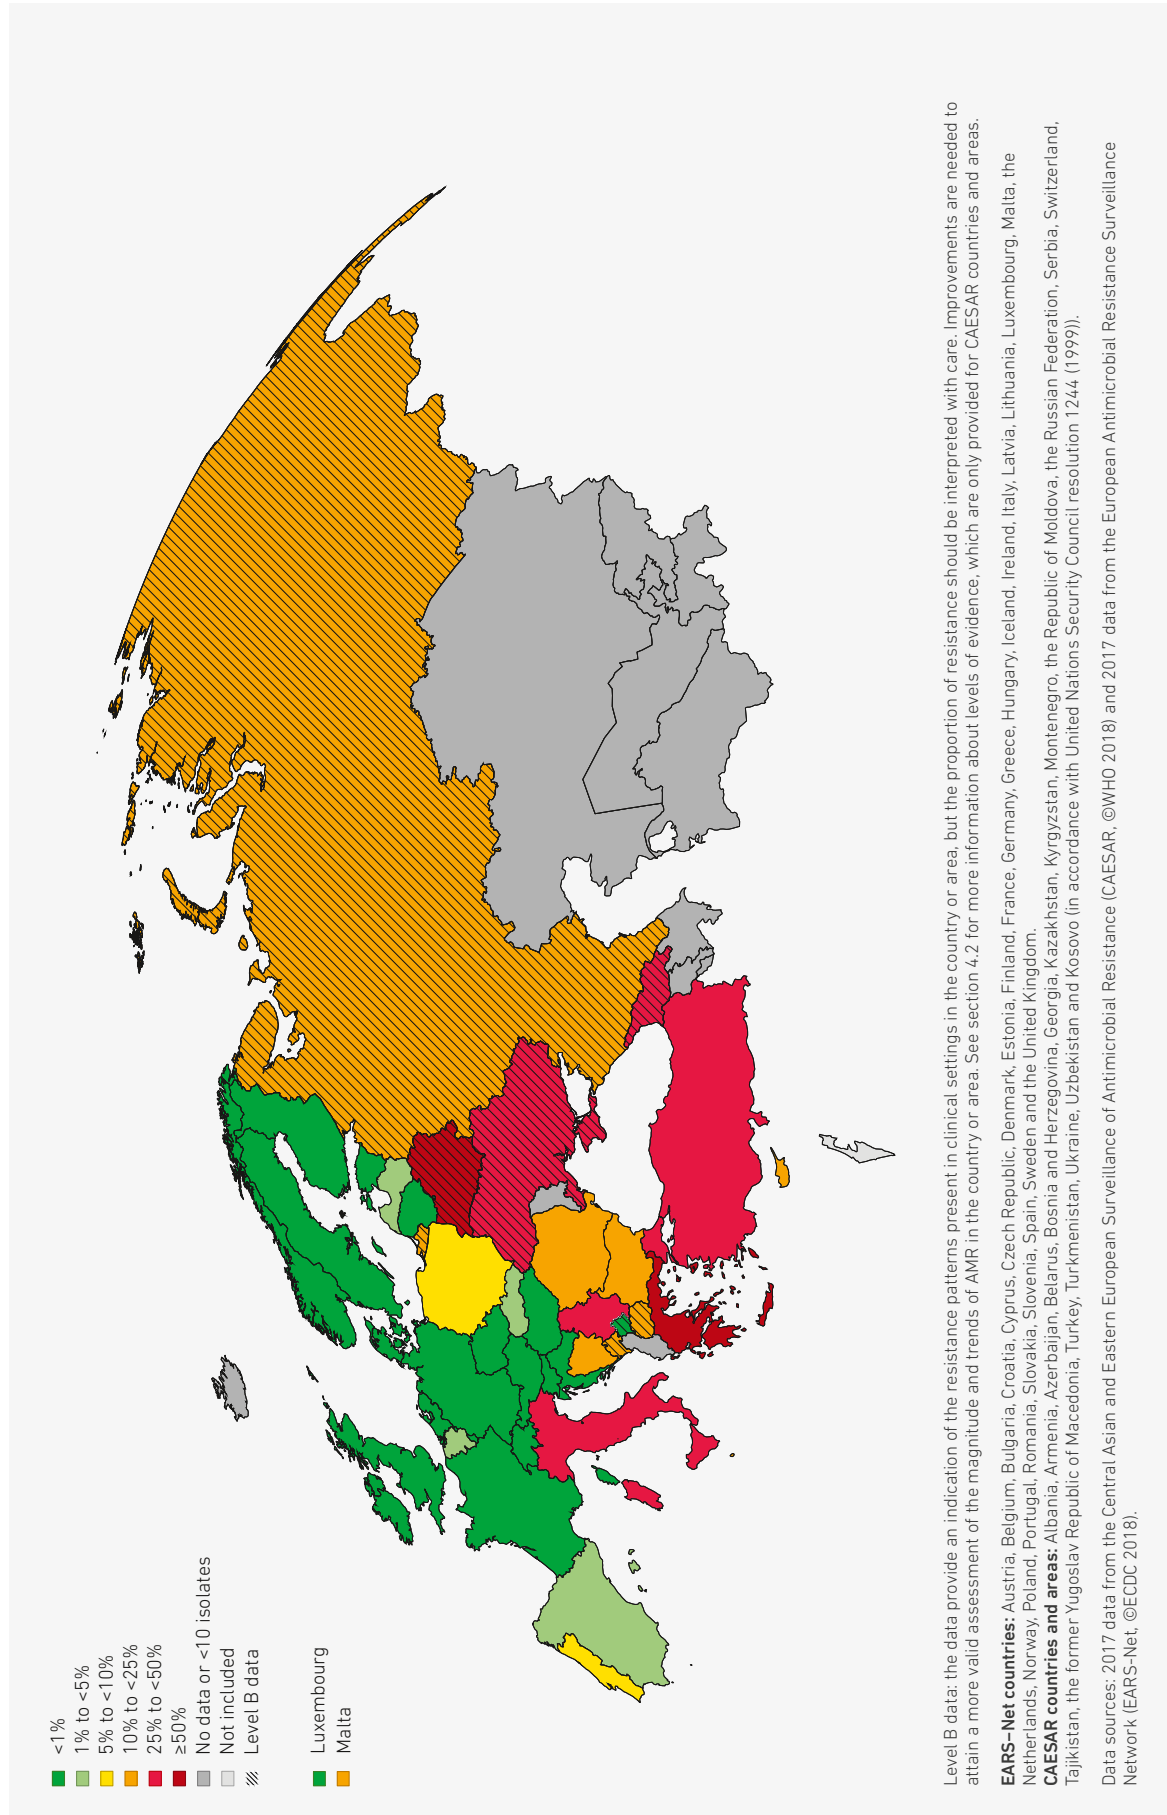 <1%
1% to <5%
5% to <10%
10% to <25%
25% to <50%
≥50%
No data or <10 isolates
Not included
Level B data
Luxembourg
Malta
Level B data: the data provide an indication of the resistance patterns present in clinical settings in the country or area, but the proportion of resistance should be interpreted with care. Improvements are needed to
attain a more valid assessment of the magnitude and trends of AMR in the country or area. See section 4.2 for more information about levels of evidence, which are only provided for CAESAR countries and areas.
EARS–Net countries: Austria, Belgium, Bulgaria, Croatia, Cyprus, Czech Republic, Denmark, Estonia, Finland, France, Germany, Greece, Hungary, Iceland, Ireland, Italy, Latvia, Lithuania, Luxembourg, Malta, the
Netherlands, Norway, Poland, Portugal, Romania, Slovakia, Slovenia, Spain, Sweden and the United Kingdom.
CAESAR countries and areas: Albania, Armenia, Azerbaijan, Belarus, Bosnia and Herzegovina, Georgia, Kazakhstan, Kyrgyzstan, Montenegro, the Republic of Moldova, the Russian Federation, Serbia, Switzerland,
Tajikistan, the former Yugoslav Republic of Macedonia, Turkey, Turkmenistan, Ukraine, Uzbekistan and Kosovo (in accordance with United Nations Security Council resolution 1244 (1999)).
Data sources: 2017 data from the Central Asian and Eastern European Surveillance of Antimicrobial Resistance (CAESAR, ©WHO 2018) and 2017 data from the European Antimicrobial Resistance Surveillance
Network (EARS-Net, ©ECDC 2018).